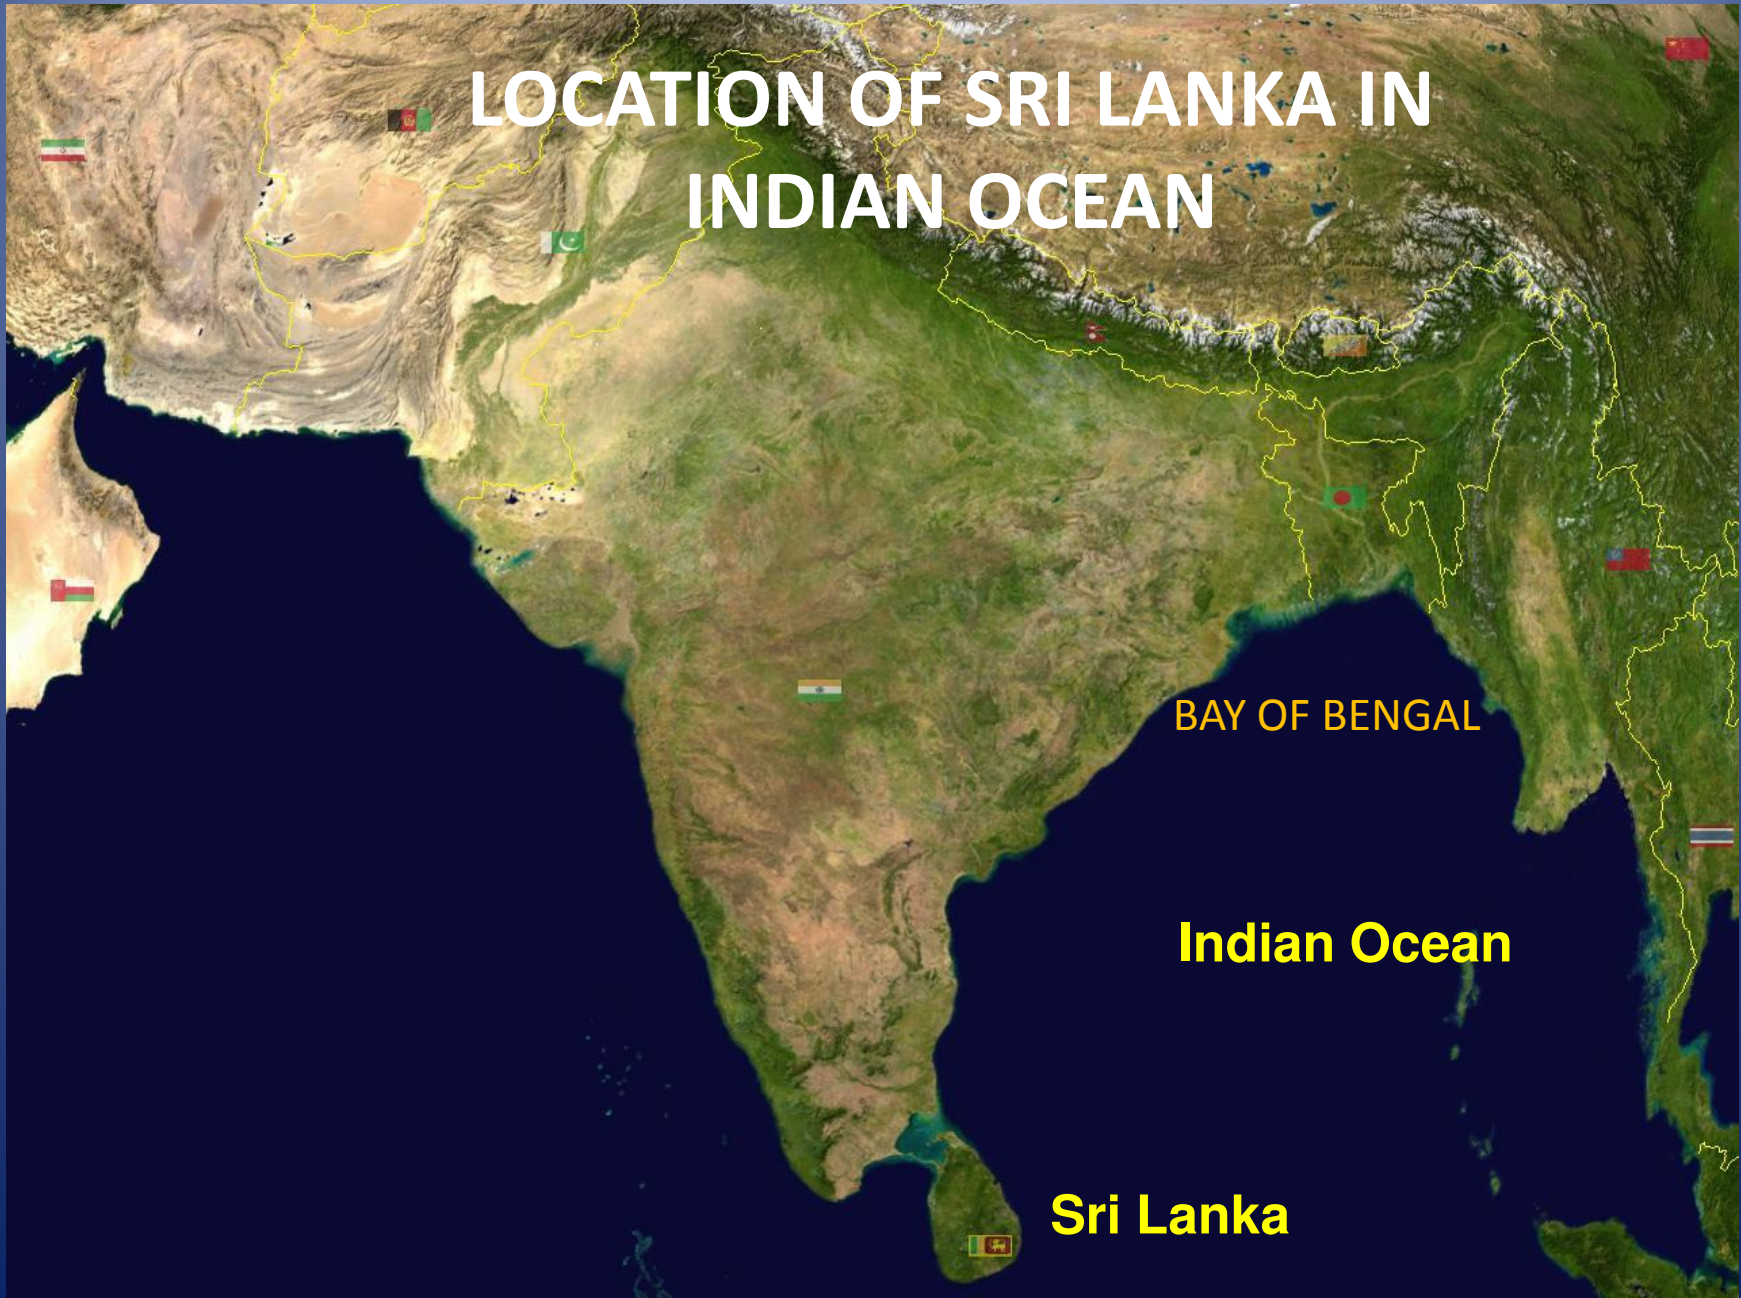 LOCATION OF SRI LANKA IN
INDIAN OCEAN
BAY OF BENGAL
Indian Ocean
Sri Lanka